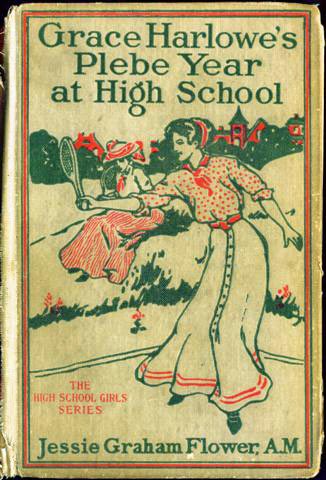 Grace Harlowe's
Plebe Year
at High School
THE
HIGH SCHOOL GIRLS
SERIES
Jessie Graham Flower, A.M.